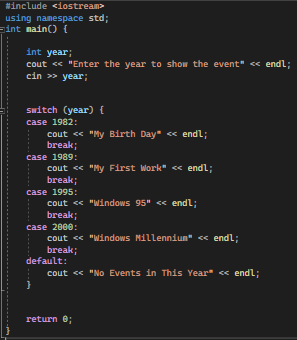 #include <iostream>
using namespace std;
int main() {
int year;
cout << "Enter the year to show the event" << endl;
cin >> year;
switch (year) {
case 1982:
cout << "My Birth Day" << endl;
break;
case 1989:
cout << "My First Work" << endl;
break;
case 1995:
cout << "Windows 95" << endl;
break;
case 2000:
cout << "Windows Millennium" << endl;
break;
default:
cout << "No Events in This Year" << endl;
}
return 0;
}